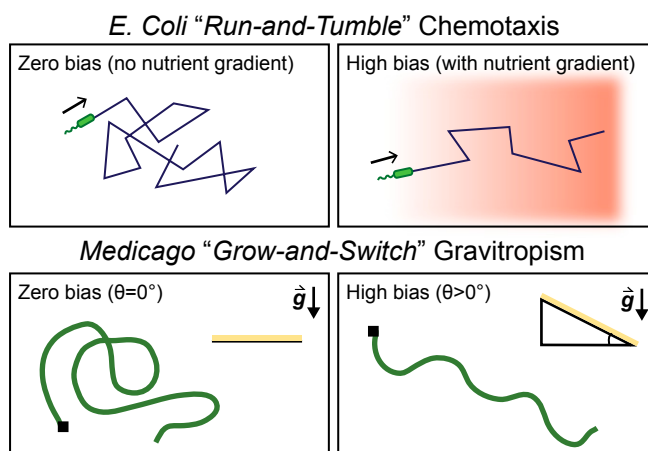 E. Coli “Run-and-Tumble” Chemotaxis
Zero bias (no nutrient gradient)
High bias (with nutrient gradient)
Medicago “Grow-and-Switch” Gravitropism
Zero bias (θ=0°)
g⃗
High bias (θ>0°)
g⃗